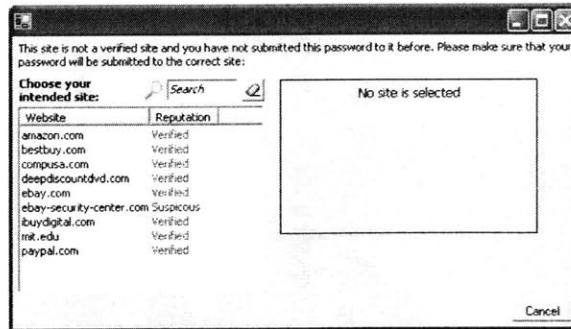 This site is not a verified site and you have not submitted this password to it before. Please make sure that your
password will be submitted to the correct site:
Choose your
intended site:
Search
No site is selected
Website Reputation
amazon.com Verified
bestbuy.com Verified
compusa.com Verified
deepdiscountdvd.com Verified
ebay.com Verified
ebay-security-center.com Suspicous
ibuydigital.com Verified
mit.edu Verified
paypal.com Verified
Cancel